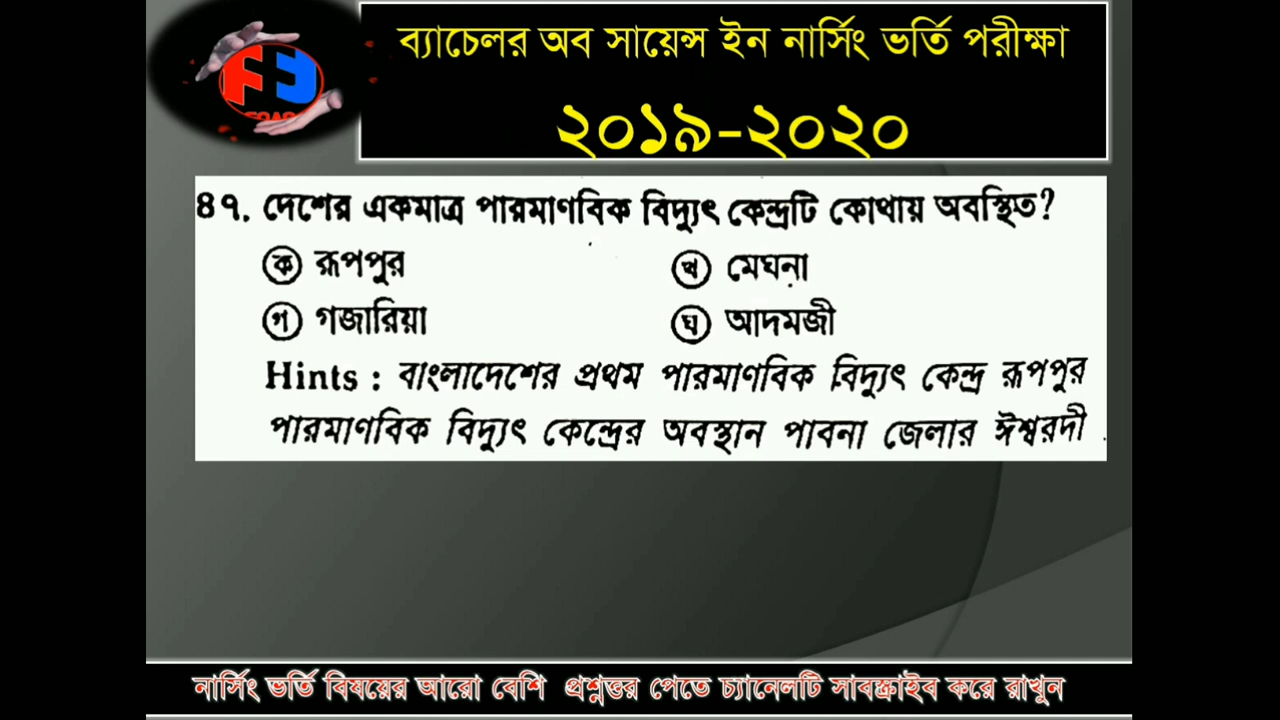 ব্যাচেলর অব সায়েন্স ইন নার্সিং ভর্তি পরীক্ষা
২০১৯-২০২০
৪৭. দেশের একমাত্র পারমাণবিক বিদ্যুৎ কেন্দ্রটি কোথায় অবস্থিত?
ক রূপপুর খ মেঘনা
গ গজারিয়া ঘ আদমজী
Hints : বাংলাদেশের প্রথম পারমাণবিক বিদ্যুৎ কেন্দ্র রূপপুর
পারমাণবিক বিদ্যুৎ কেন্দ্রের অবস্থান পাবনা জেলার ঈশ্বরদী
নার্সিং ভর্তি বিষয়ের আরো বেশি প্রশ্নত্তর পেতে চ্যানেলটি সাবস্ক্রাইব করে রাখুন